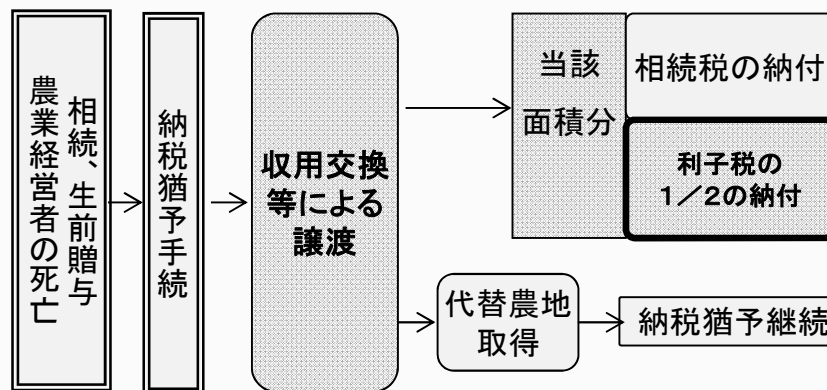 相続、生前贈与
農業経営者の死亡
納税猶予手続
収用交換
等による
譲渡
当該
面積分
相続税の納付
利子税の
1／2の納付
代替農地
取得
納税猶予継続